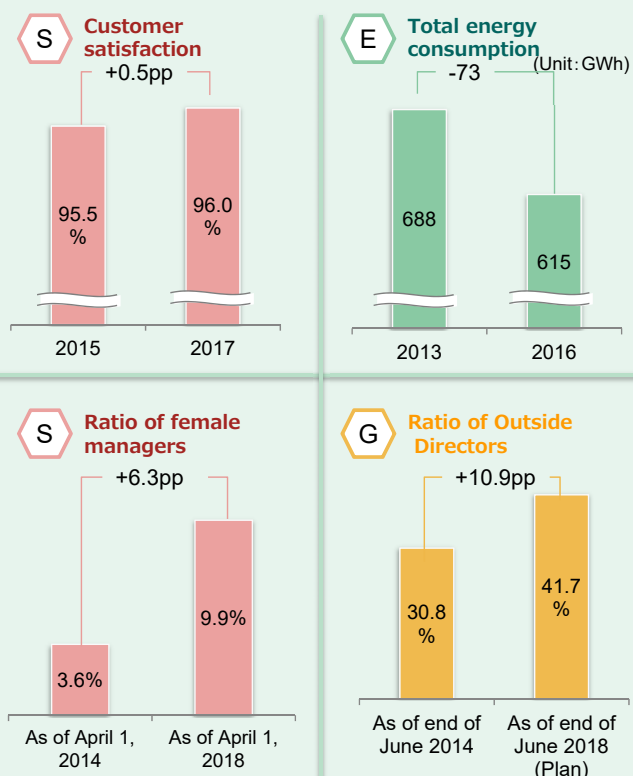 S
Customer
satisfaction
+0.5pp
95.5
%
96.0
%
2015
2017
E
Total energy
consumption
(Unit:GWh)
-73
688
615
2013
2016
S
Ratio of female
managers
+6.3pp
3.6%
9.9%
As of April 1,
2014
As of April 1,
2018
G
Ratio of Outside
Directors
+10.9pp
30.8
%
41.7
%
As of end of
June 2014
As of end of
June 2018
(Plan)